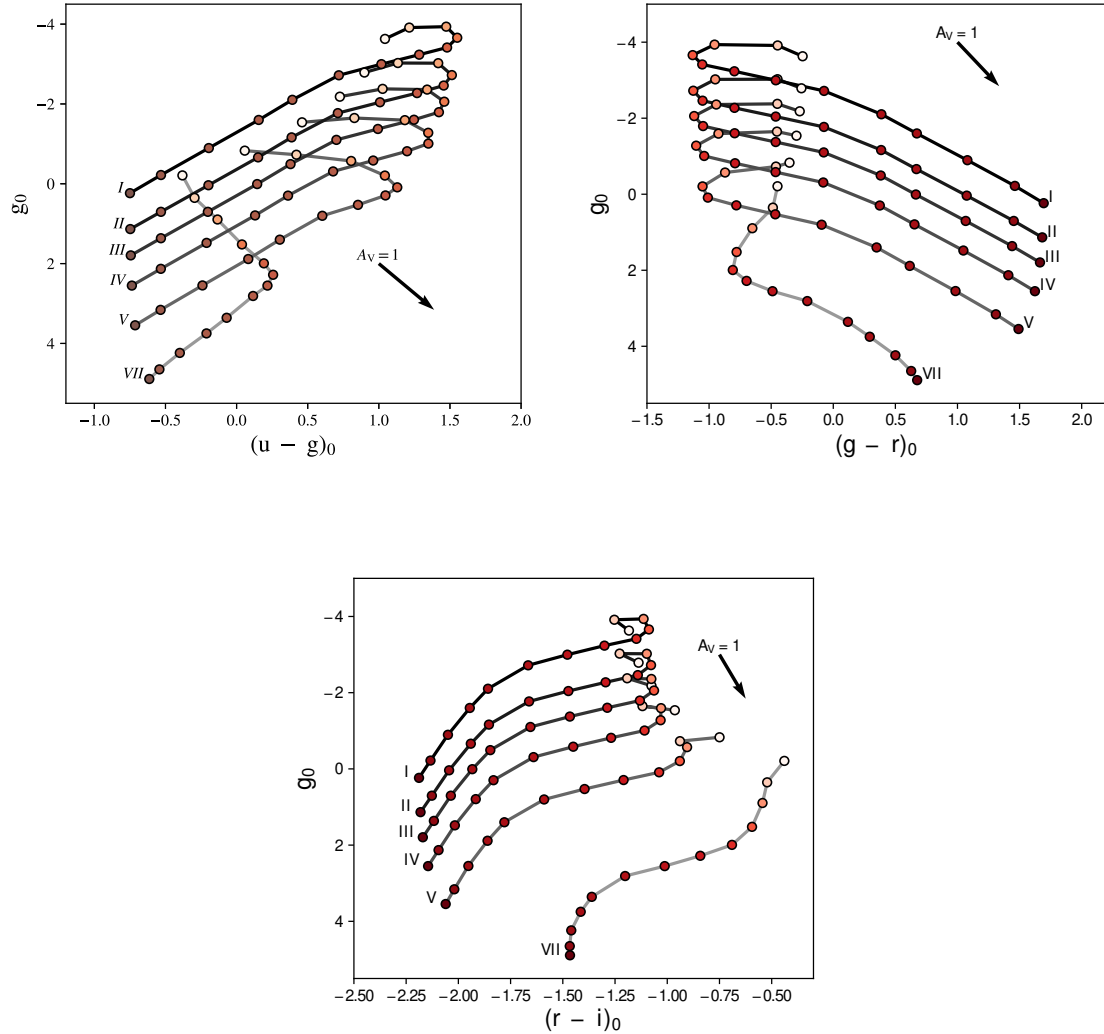 −4
−2
0
2
4
g₀
−1.0 −0.5 0.0 0.5 1.0 1.5 2.0
(u − g)₀
I
II
III
IV
V
VII
A_V = 1
−4
−2
0
2
4
g₀
−1.5 −1.0 −0.5 0.0 0.5 1.0 1.5 2.0
(g − r)₀
A_V = 1
I
II
III
IV
V
VII
−4
−2
0
2
4
g₀
−2.50 −2.25 −2.00 −1.75 −1.50 −1.25 −1.00 −0.75 −0.50
(r − i)₀
A_V = 1
I
II
III
IV
V
VII